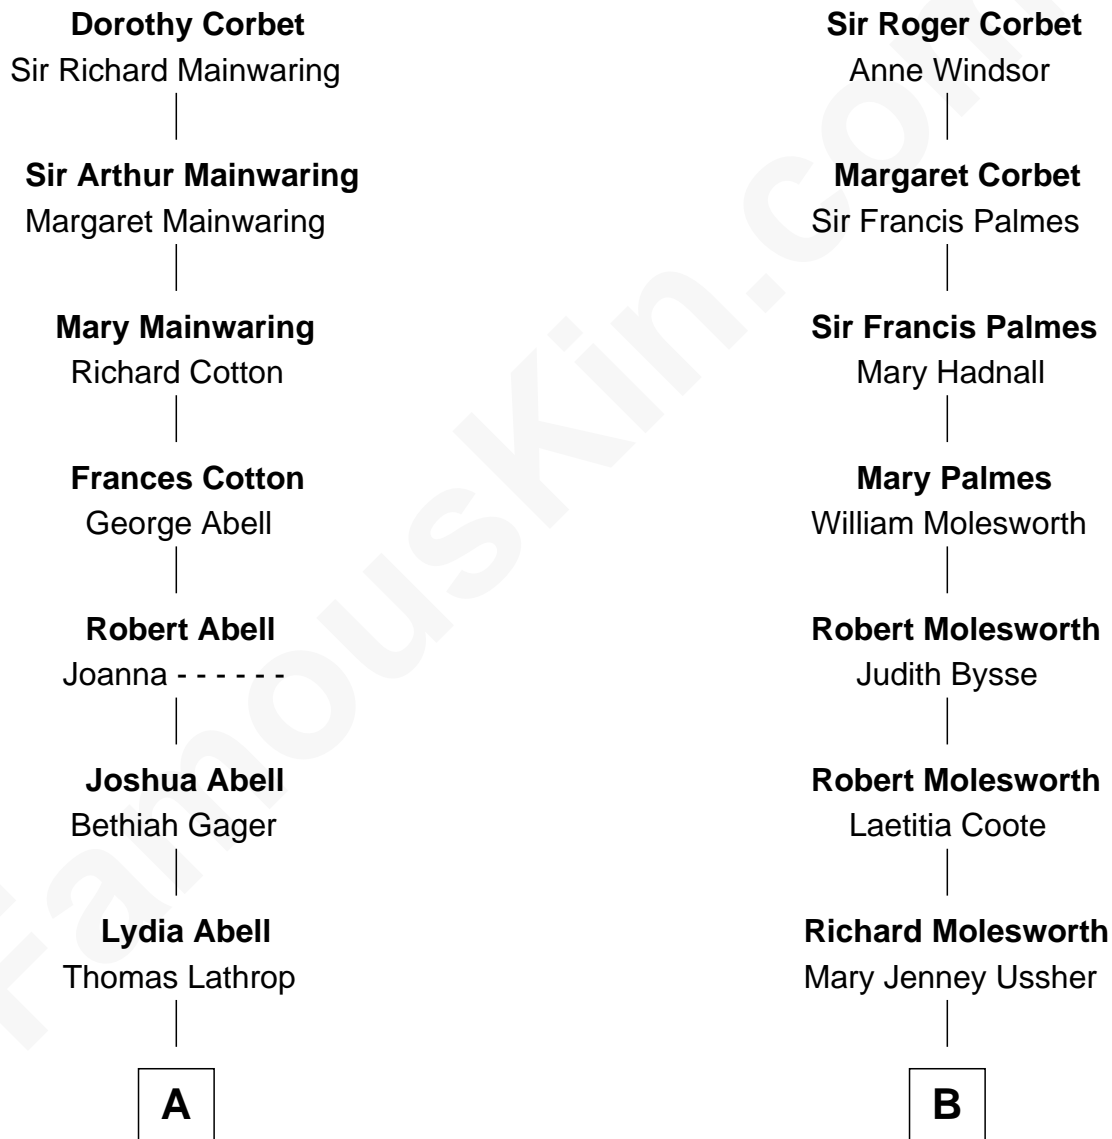 Dorothy Corbet
Sir Richard Mainwaring
Sir Arthur Mainwaring
Margaret Mainwaring
Mary Mainwaring
Richard Cotton
Frances Cotton
George Abell
Robert Abell
Joanna - - - - - -
Joshua Abell
Bethiah Gager
Lydia Abell
Thomas Lathrop
A
Sir Roger Corbet
Anne Windsor
Margaret Corbet
Sir Francis Palmes
Sir Francis Palmes
Mary Hadnall
Mary Palmes
William Molesworth
Robert Molesworth
Judith Bysse
Robert Molesworth
Laetitia Coote
Richard Molesworth
Mary Jenney Ussher
B
FamousKin.com